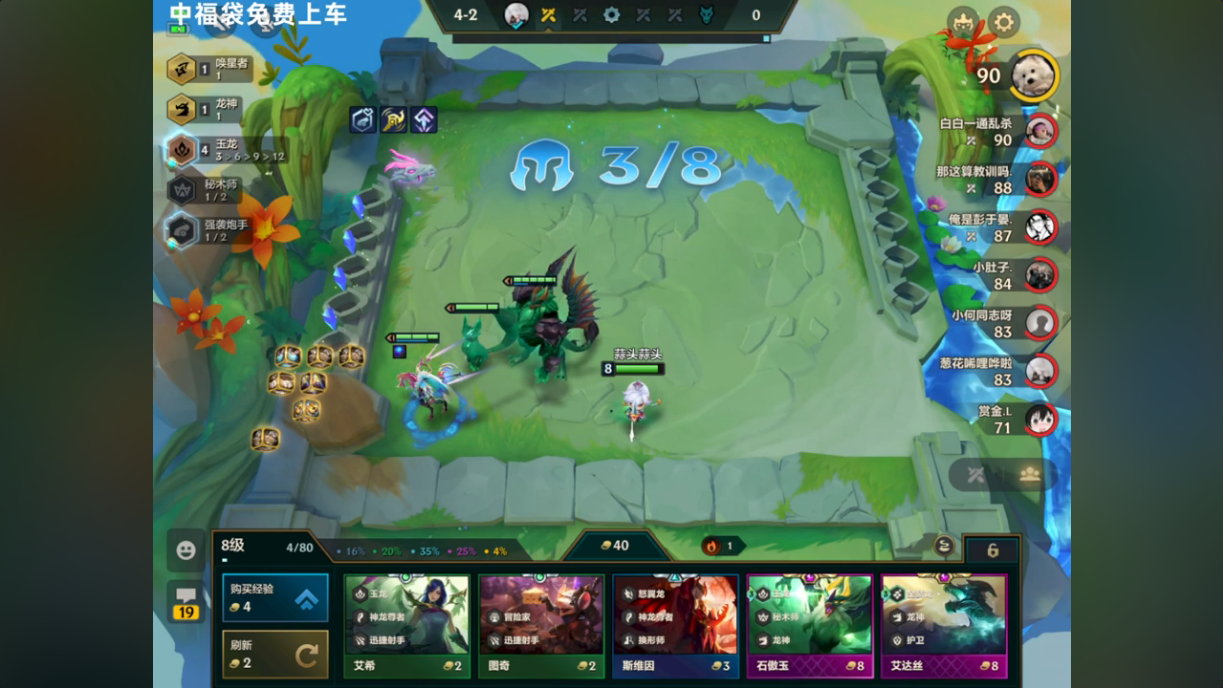 中福袋免费上车
4-2
0
3/8
1 唤星者
1
1 龙神
1
4 玉龙
3 > 6 > 9 > 12
秘术师
1 / 2
强袭炮手
1 / 2
90
白白一通乱杀
90
那这算教训吗.
88
俺是彭于晏.
87
小肚子.
84
小何同志呀
83
葱花唏哩哗啦
83
赏金.L
71
蒜头蒜头
8
8级
4/80
16% 20% 35% 25% 4%
40
1
6
19
购买经验
4
刷新
2
玉龙
神龙尊者
迅捷射手
艾希 2
冒险家
迅捷射手
图奇 2
怒翼龙
神龙尊者
换形师
斯维因 3
秘术师
龙神
石傲玉 8
龙神
护卫
艾达丝 8